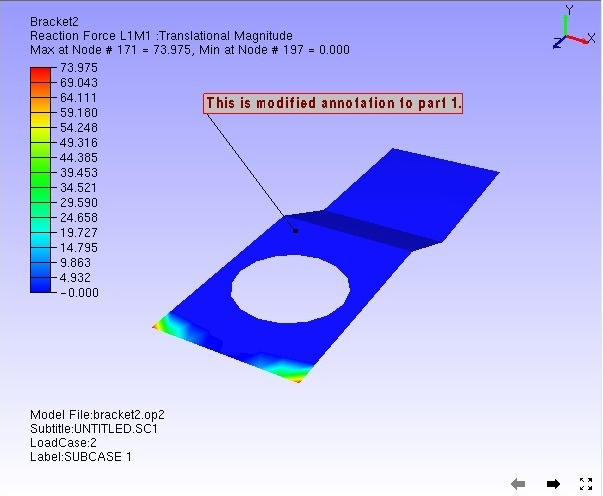 Bracket2
Reaction Force L1M1 :Translational Magnitude
Max at Node # 171 = 73.975, Min at Node # 197 = 0.000
73.975
69.043
64.111
59.180
54.248
49.316
44.385
39.453
34.521
29.590
24.658
19.727
14.795
9.863
4.932
-0.000
This is modified annotation to part 1.
Y
X
Z
Model File:bracket2.op2
Subtitle:UNTITLED.SC1
LoadCase:2
Label:SUBCASE 1